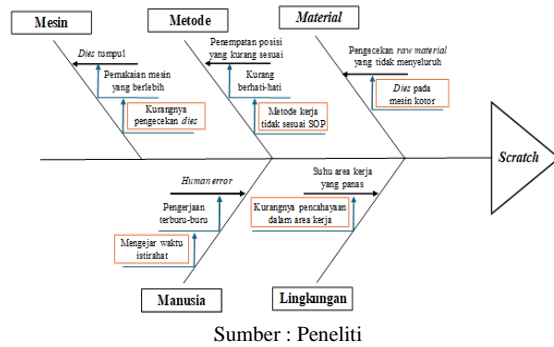 Mesin
Metode
Material
Dies tumpul
Pemakaian mesin
yang berlebih
Kurangnya
pengecekan dies
Penempatan posisi
yang kurang sesuai
Kurang
berhati-hati
Metode kerja
tidak sesuai SOP
Pengecekan raw material
yang tidak menyeluruh
Dies pada
mesin kotor
Scratch
Human error
Pengerjaan
terburu-buru
Mengejar waktu
istirahat
Suhu area kerja
yang panas
Kurangnya pencahayaan
dalam area kerja
Manusia
Lingkungan
Sumber : Peneliti